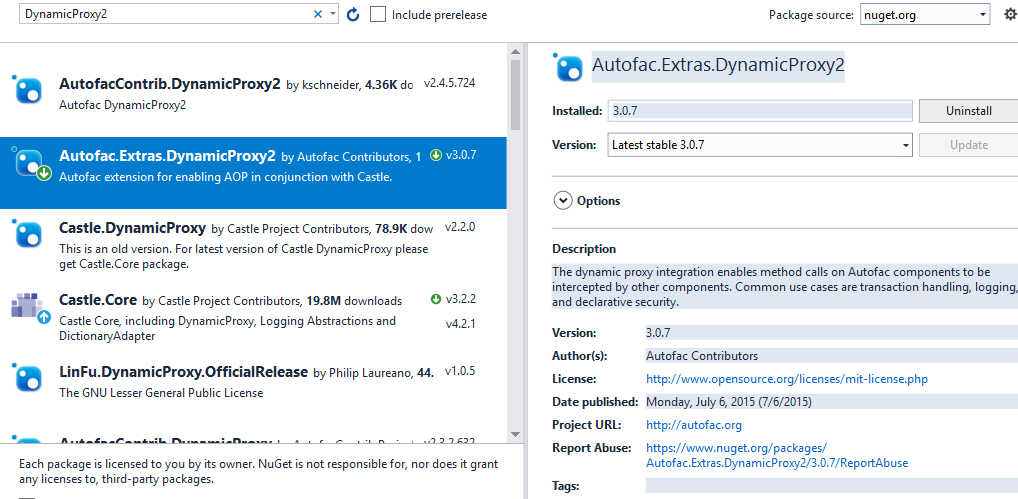 DynamicProxy2
Include prerelease
Package source: nuget.org
AutofacContrib.DynamicProxy2 by kschneider, 4.36K do v2.4.5.724
Autofac DynamicProxy2
Autofac.Extras.DynamicProxy2 by Autofac Contributors, 1 v3.0.7
Autofac extension for enabling AOP in conjunction with Castle.
Castle.DynamicProxy by Castle Project Contributors, 78.9K dow v2.2.0
This is an old version. For latest version of Castle DynamicProxy please
get Castle.Core package.
Castle.Core by Castle Project Contributors, 19.8M downloads v3.2.2
Castle Core, including DynamicProxy, Logging Abstractions and v4.2.1
DictionaryAdapter
LinFu.DynamicProxy.OfficialRelease by Philip Laureano, 44. v1.0.5
The GNU Lesser General Public License
AutofacContrib.DynamicProxy by AutofacContrib Project v2.3.2.632
Each package is licensed to you by its owner. NuGet is not responsible for, nor does it grant
any licenses to, third-party packages.
Autofac.Extras.DynamicProxy2
Installed: 3.0.7 Uninstall
Version: Latest stable 3.0.7 Update
Options
Description
The dynamic proxy integration enables method calls on Autofac components to be
intercepted by other components. Common use cases are transaction handling, logging,
and declarative security.
Version: 3.0.7
Author(s): Autofac Contributors
License: http://www.opensource.org/licenses/mit-license.php
Date published: Monday, July 6, 2015 (7/6/2015)
Project URL: http://autofac.org
Report Abuse: https://www.nuget.org/packages/
Autofac.Extras.DynamicProxy2/3.0.7/ReportAbuse
Tags: